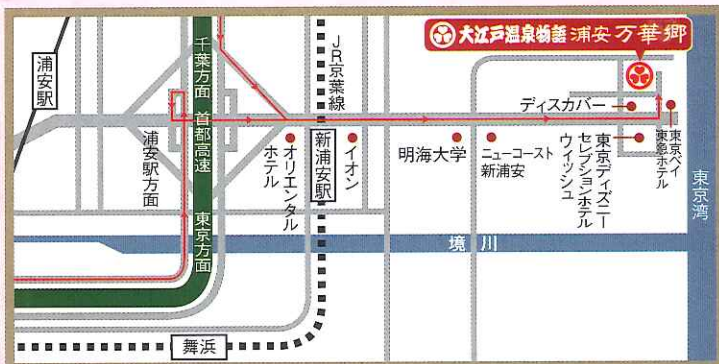 大江戸温泉物語 浦安 万華郷
浦安駅
千葉方面
首都高速
東京方面
浦安駅方面
JR京葉線
新浦安駅
オリエンタル
ホテル
イオン
明海大学
ニューコースト
新浦安
ディスカバー
東京ディズニー
セレブレションホテル
ウィッシュ
東京ベイ
東急ホテル
東京湾
境川
舞浜